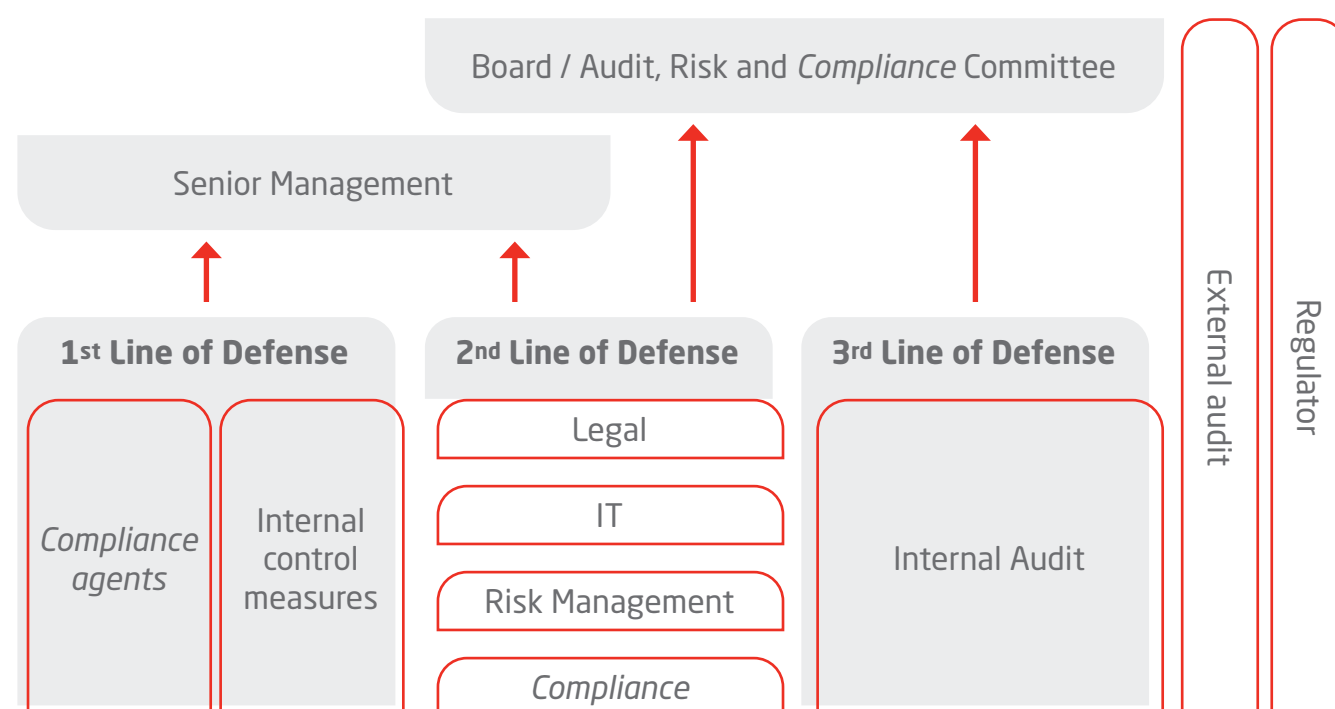 Board / Audit, Risk and Compliance Committee
Senior Management
1st Line of Defense
2nd Line of Defense
3rd Line of Defense
Compliance
agents
Internal
control
measures
Legal
IT
Risk Management
Compliance
Internal Audit
External audit
Regulator